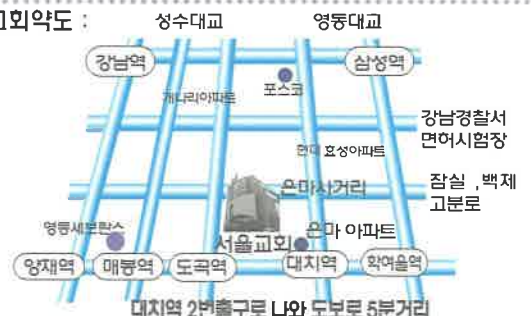 회약도 :
성수대교 영동대교
강남역 삼성역
포스코
개나리아파트
강남경찰서
면허시험장
현대 효성아파트
은마사거리
잠실 ,백제
고분로
영동세브란스
서울교회 은마 아파트
양재역 매봉역 도곡역 대치역 학여울역
대치역 2번출구로 나와 도보로 5분거리